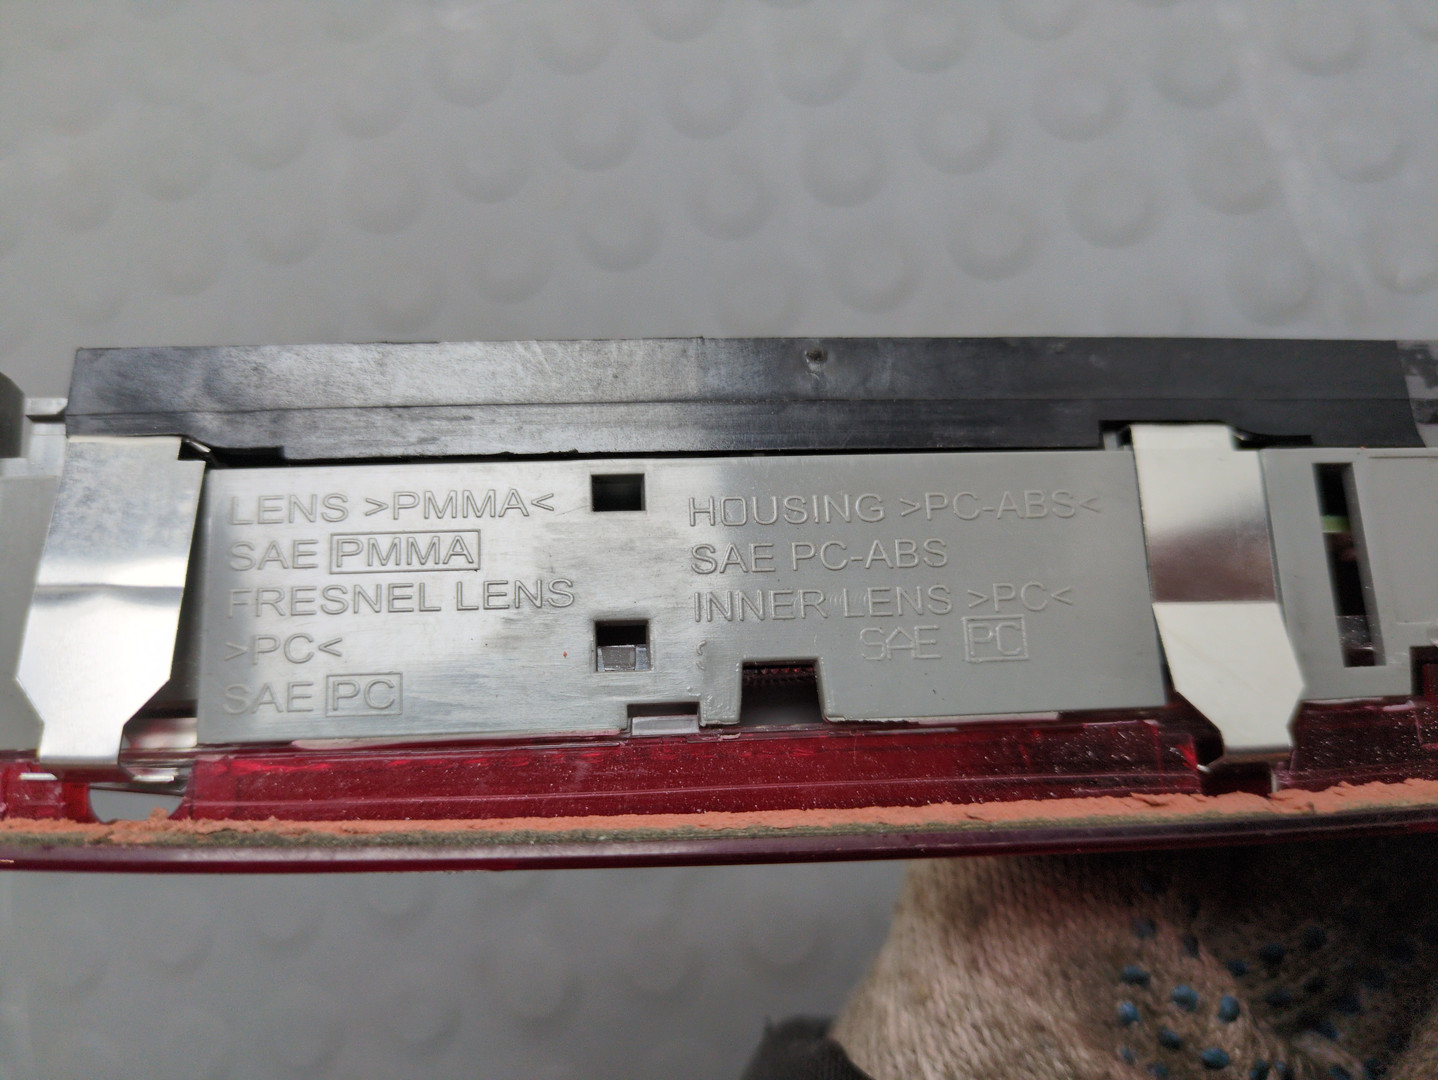 LENS >PMMA<
SAE PMMA
FRESNEL LENS
>PC<
SAE PC
HOUSING >PC-ABS<
SAE PC-ABS
INNER LENS >PC<
SAE PC